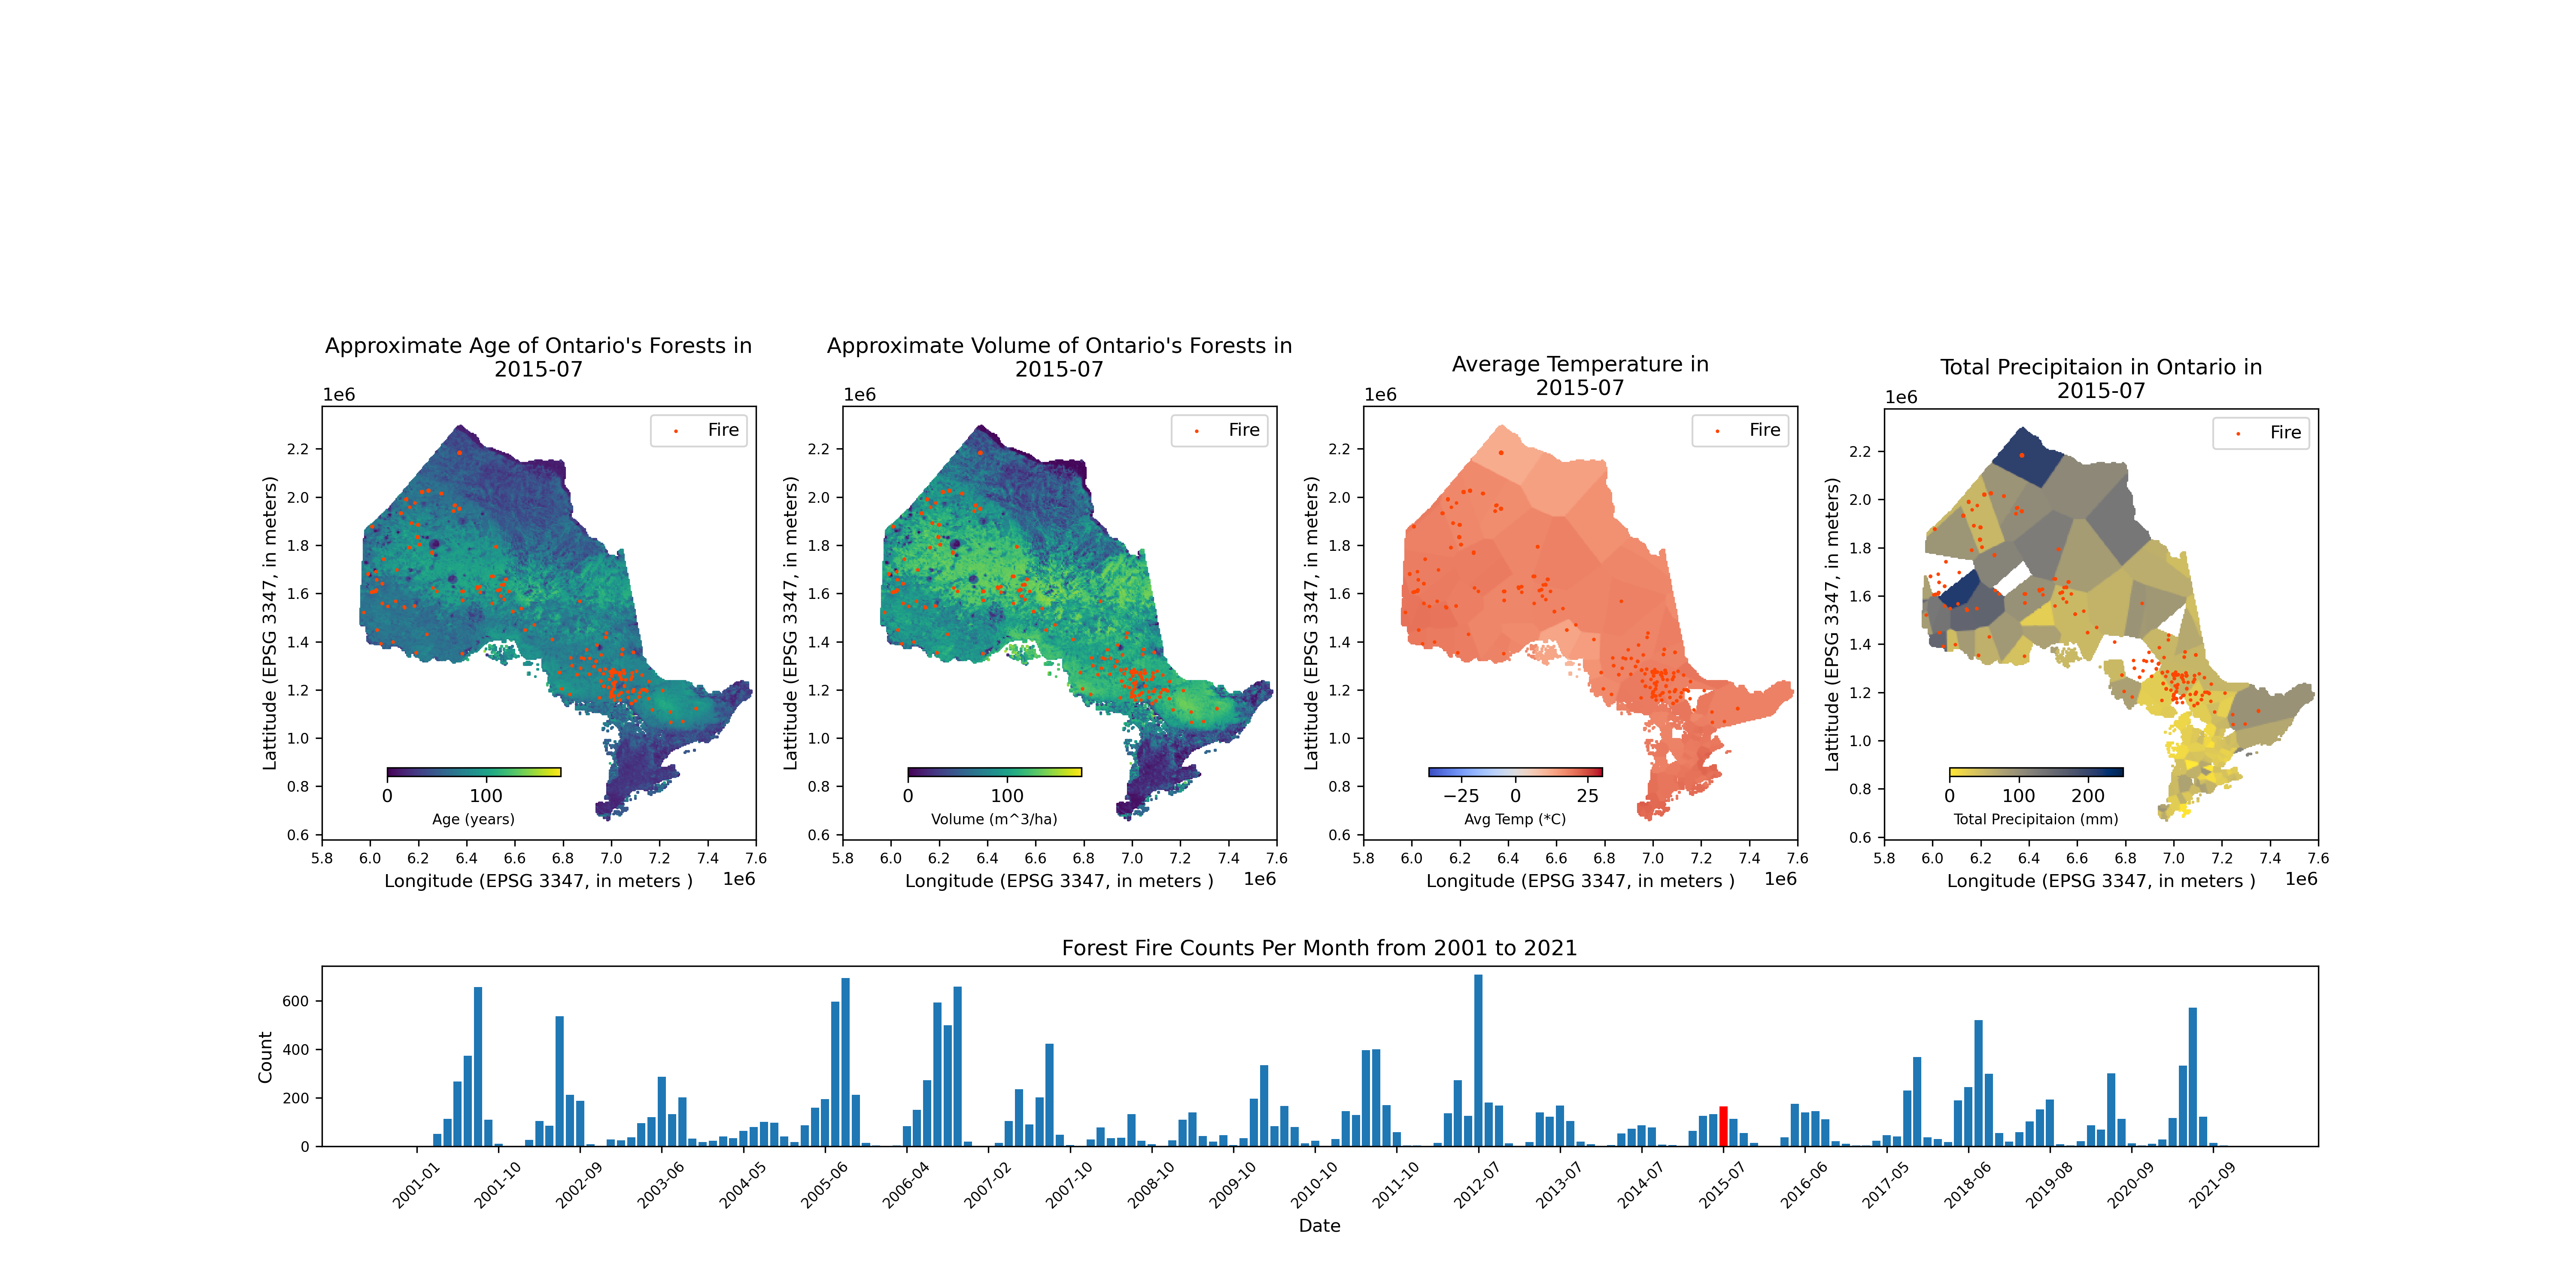 Approximate Age of Ontario's Forests in
2015-07
1e6
Fire
2.2
2.0
1.8
1.6
1.4
1.2
1.0
0.8
0.6
Lattitude (EPSG 3347, in meters)
0 100
Age (years)
5.8 6.0 6.2 6.4 6.6 6.8 7.0 7.2 7.4 7.6
Longitude (EPSG 3347, in meters )
1e6
Approximate Volume of Ontario's Forests in
2015-07
1e6
Fire
2.2
2.0
1.8
1.6
1.4
1.2
1.0
0.8
0.6
Lattitude (EPSG 3347, in meters)
0 100
Volume (m^3/ha)
5.8 6.0 6.2 6.4 6.6 6.8 7.0 7.2 7.4 7.6
Longitude (EPSG 3347, in meters )
1e6
Average Temperature in
2015-07
1e6
Fire
2.2
2.0
1.8
1.6
1.4
1.2
1.0
0.8
0.6
Lattitude (EPSG 3347, in meters)
−25 0 25
Avg Temp (*C)
5.8 6.0 6.2 6.4 6.6 6.8 7.0 7.2 7.4 7.6
Longitude (EPSG 3347, in meters )
1e6
Total Precipitaion in Ontario in
2015-07
1e6
Fire
2.2
2.0
1.8
1.6
1.4
1.2
1.0
0.8
0.6
Lattitude (EPSG 3347, in meters)
0 100 200
Total Precipitaion (mm)
5.8 6.0 6.2 6.4 6.6 6.8 7.0 7.2 7.4 7.6
Longitude (EPSG 3347, in meters )
1e6
Forest Fire Counts Per Month from 2001 to 2021
600
400
200
0
Count
2001-01 2001-10 2002-09 2003-06 2004-05 2005-06 2006-04 2007-02 2007-10 2008-10 2009-10 2010-10 2011-10 2012-07 2013-07 2014-07 2015-07 2016-06 2017-05 2018-06 2019-08 2020-09 2021-09
Date